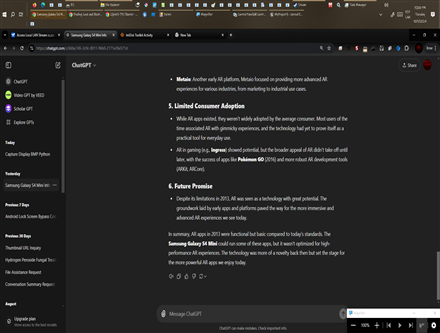 Samsung Galaxy S4 Mini Info
New Tab
https://chatgpt.com
ChatGPT
Share
ChatGPT
Video GPT by VEED
Scholar GPT
Explore GPTs
Today
Capture Display BMP Python
Yesterday
Samsung Galaxy S4 Mini Info
Previous 7 Days
Android Lock Screen Bypass
Previous 30 Days
Thumbnail URL Inquiry
Hydrogen Peroxide Fungal
File Assistance Request
Conversation Summary Request
August
Upgrade plan
Metaio: Another early AR platform, Metaio focused on providing more advanced AR
experiences for various industries, from marketing to industrial use cases.
5. Limited Consumer Adoption
While AR apps existed, they weren't widely adopted by the average consumer. Most users of the
time associated AR with gimmicky experiences, and the technology had yet to prove itself as a
practical tool for everyday use.
AR in gaming (e.g., Ingress) showed potential, but the broader appeal of AR didn't take off until
later, with the success of apps like Pokémon GO (2016) and more robust AR development tools
(ARKit, ARCore).
6. Future Promise
Despite its limitations in 2013, AR was seen as a technology with great potential. The
groundwork laid by early apps and platforms paved the way for the more immersive and
advanced AR experiences we see today.
In summary, AR apps in 2013 were functional but basic compared to today's standards. The
Samsung Galaxy S4 Mini could run some of these apps, but it wasn't optimized for high-
performance AR experiences. The technology was more of a novelty back then but set the stage for
the more powerful AR apps we enjoy today.
Message ChatGPT
ChatGPT can make mistakes. Check important info.
100%